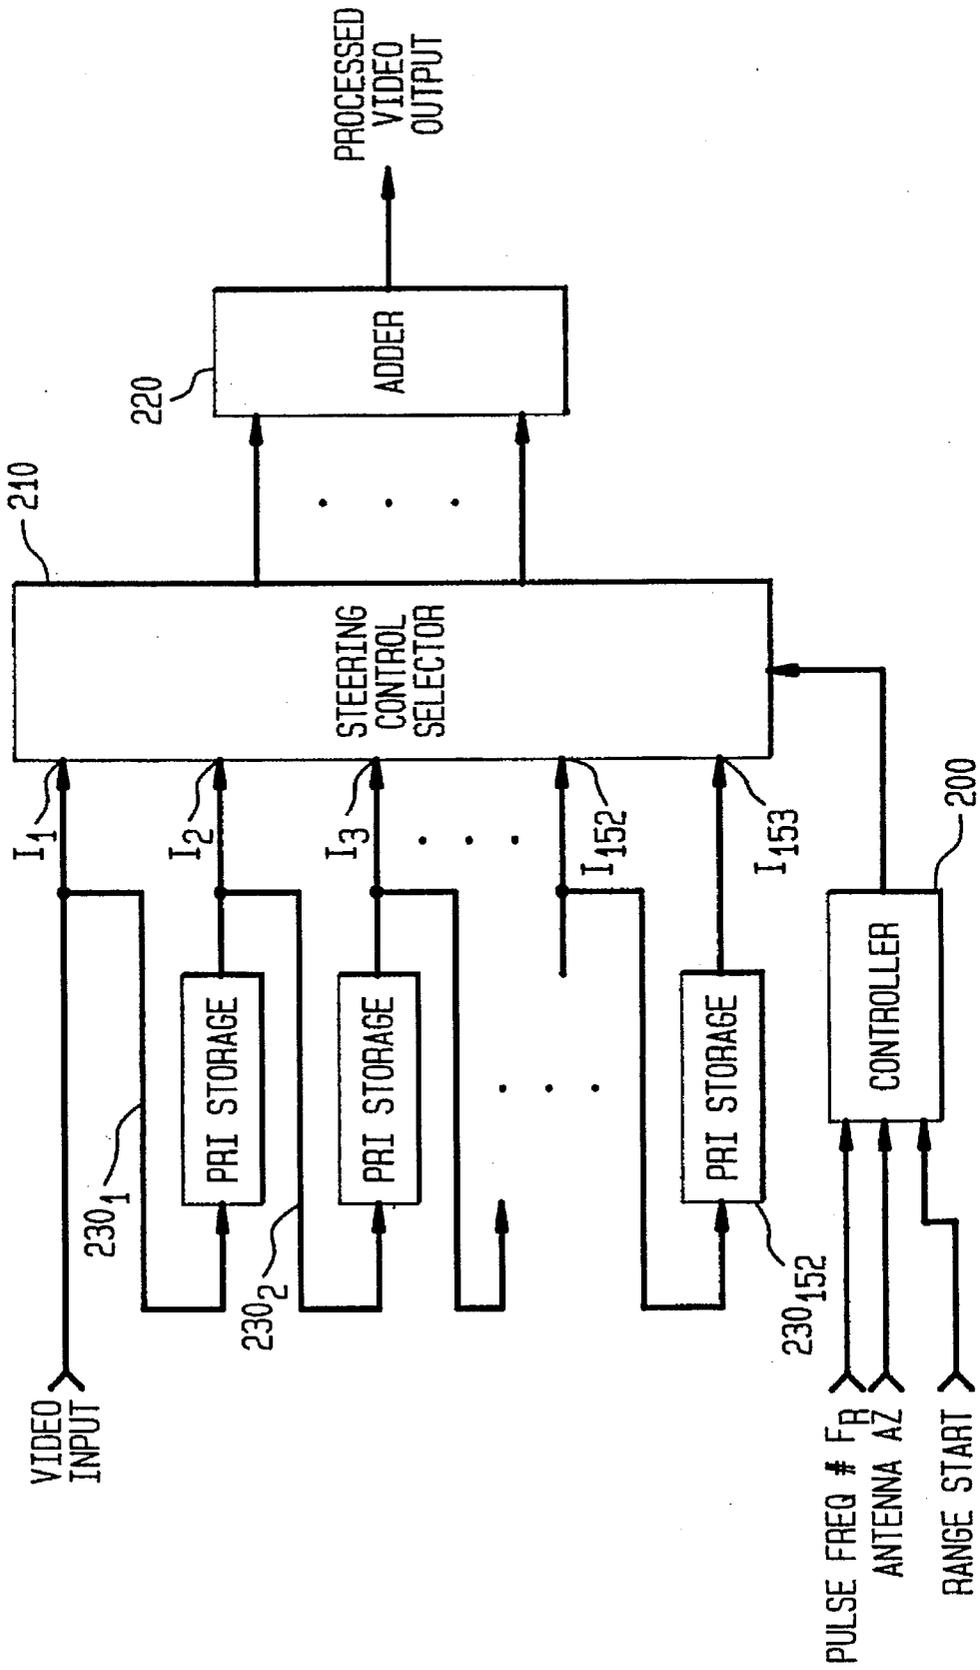 VIDEO
INPUT
230₁
PRI STORAGE
I₁
I₂
230₂
PRI STORAGE
I₃
I₁₅₂
230₁₅₂
PRI STORAGE
I₁₅₃
STEERING
CONTROL
SELECTOR
210
220
ADDER
PROCESSED
VIDEO
OUTPUT
PULSE FREQ # F_R
ANTENNA AZ
RANGE START
CONTROLLER
200